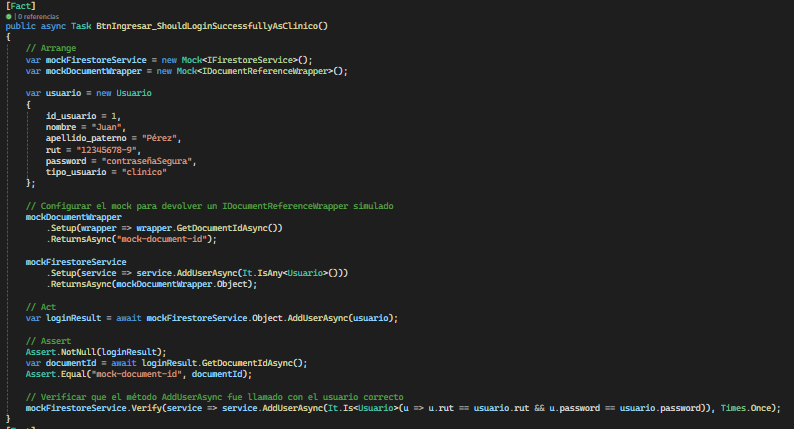 [Fact]
| 0 referencias
public async Task BtnIngresar_ShouldLoginSuccessfullyAsClinico()
{
    // Arrange
    var mockFirestoreService = new Mock<IFirestoreService>();
    var mockDocumentWrapper = new Mock<IDocumentReferenceWrapper>();

    var usuario = new Usuario
    {
        id_usuario = 1,
        nombre = "Juan",
        apellido_paterno = "Pérez",
        rut = "12345678-9",
        password = "contraseñaSegura",
        tipo_usuario = "clinico"
    };

    // Configurar el mock para devolver un IDocumentReferenceWrapper simulado
    mockDocumentWrapper
        .Setup(wrapper => wrapper.GetDocumentIdAsync())
        .ReturnsAsync("mock-document-id");

    mockFirestoreService
        .Setup(service => service.AddUserAsync(It.IsAny<Usuario>()))
        .ReturnsAsync(mockDocumentWrapper.Object);

    // Act
    var loginResult = await mockFirestoreService.Object.AddUserAsync(usuario);

    // Assert
    Assert.NotNull(loginResult);
    var documentId = await loginResult.GetDocumentIdAsync();
    Assert.Equal("mock-document-id", documentId);

    // Verificar que el método AddUserAsync fue llamado con el usuario correcto
    mockFirestoreService.Verify(service => service.AddUserAsync(It.Is<Usuario>(u => u.rut == usuario.rut && u.password == usuario.password)), Times.Once);
}